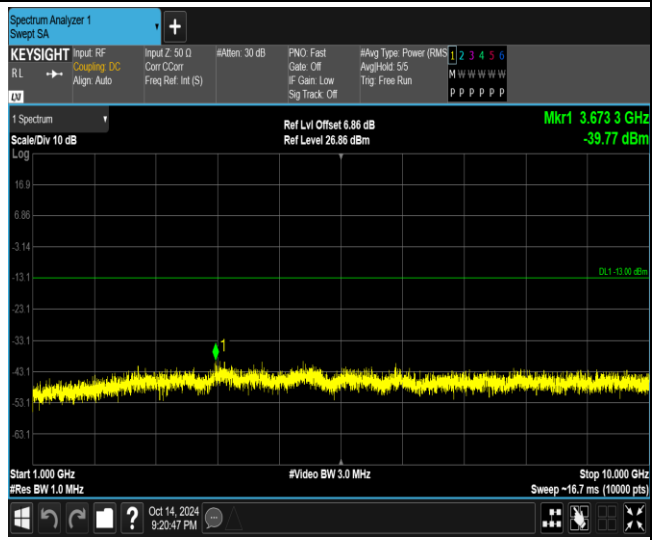 Spectrum Analyzer 1
Swept SA
+
KEYSIGHT
RL
LXI
Input: RF
Coupling: DC
Align: Auto
Input Z: 50 Ω
Corr CCorr
Freq Ref: Int (S)
#Atten: 30 dB
PNO: Fast
Gate: Off
IF Gain: Low
Sig Track: Off
#Avg Type: Power (RMS
Avg|Hold: 5/5
Trig: Free Run
1 2 3 4 5 6
M W W W W W
P P P P P P
1 Spectrum
Scale/Div 10 dB
Log
Ref Lvl Offset 6.86 dB
Ref Level 26.86 dBm
Mkr1 3.673 3 GHz
-39.77 dBm
16.9
6.86
-3.14
-13.1
DL1 -13.00 dBm
-23.1
-33.1
1
-43.1
-53.1
-63.1
Start 1.000 GHz
#Res BW 1.0 MHz
#Video BW 3.0 MHz
Stop 10.000 GHz
Sweep ~16.7 ms (10000 pts)
?
Oct 14, 2024
9:20:47 PM